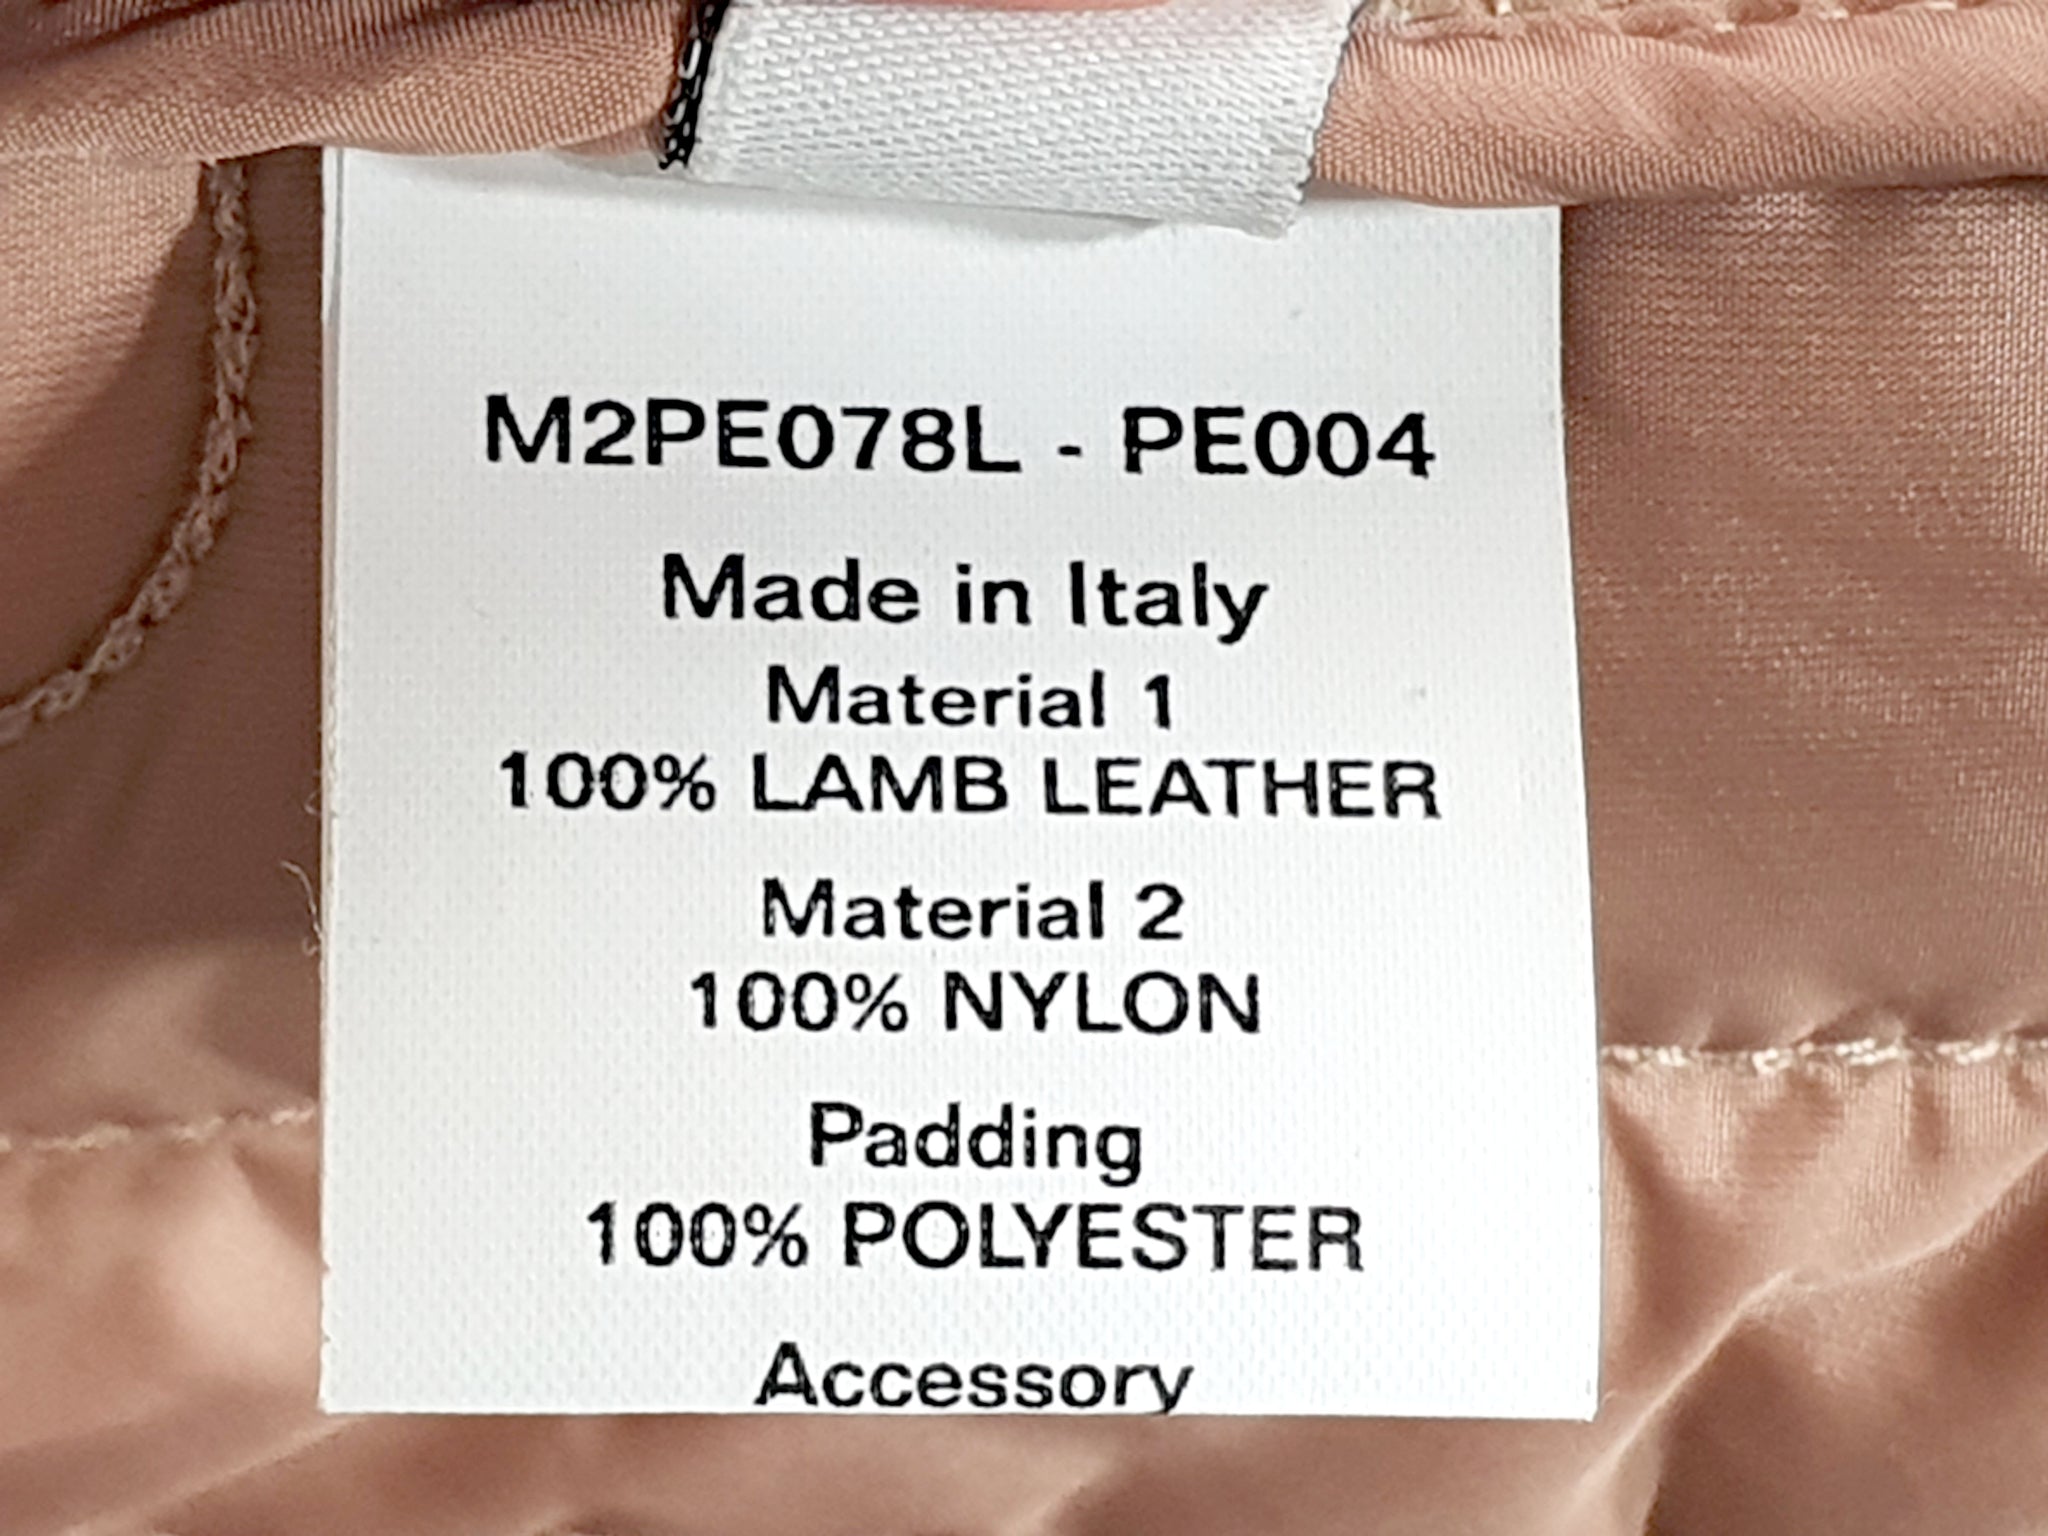 M2PE078L - PE004
Made in Italy
Material 1
100% LAMB LEATHER
Material 2
100% NYLON
Padding
100% POLYESTER
Accessory